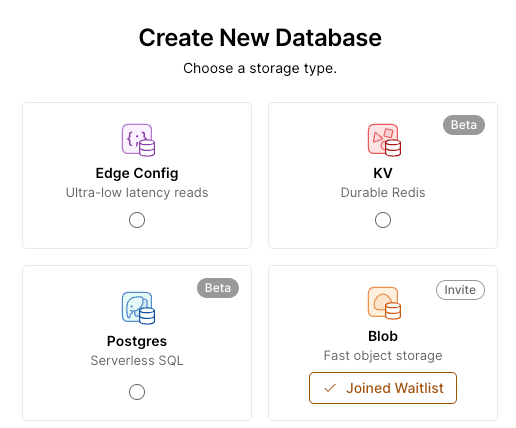 Create New Database
Choose a storage type.
Edge Config
Ultra-low latency reads
Beta
KV
Durable Redis
Beta
Postgres
Serverless SQL
Invite
Blob
Fast object storage
Joined Waitlist